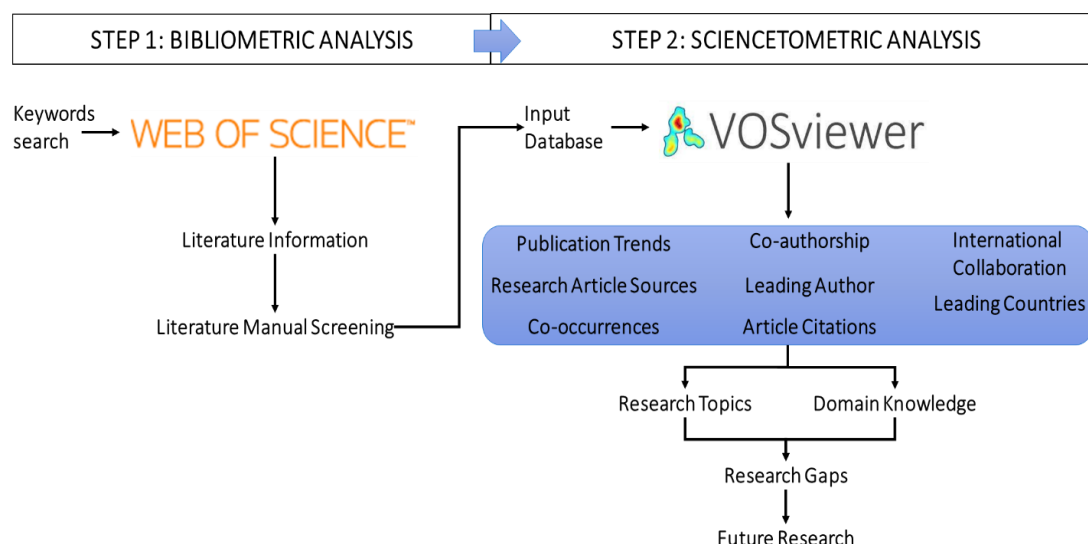 STEP 1: BIBLIOMETRIC ANALYSIS
STEP 2: SCIENCETOMETRIC ANALYSIS
Keywords
search
WEB OF SCIENCE™
Literature Information
Literature Manual Screening
Input
Database
VOSviewer
Publication Trends
Research Article Sources
Co-occurrences
Co-authorship
Leading Author
Article Citations
International
Collaboration
Leading Countries
Research Topics
Domain Knowledge
Research Gaps
Future Research